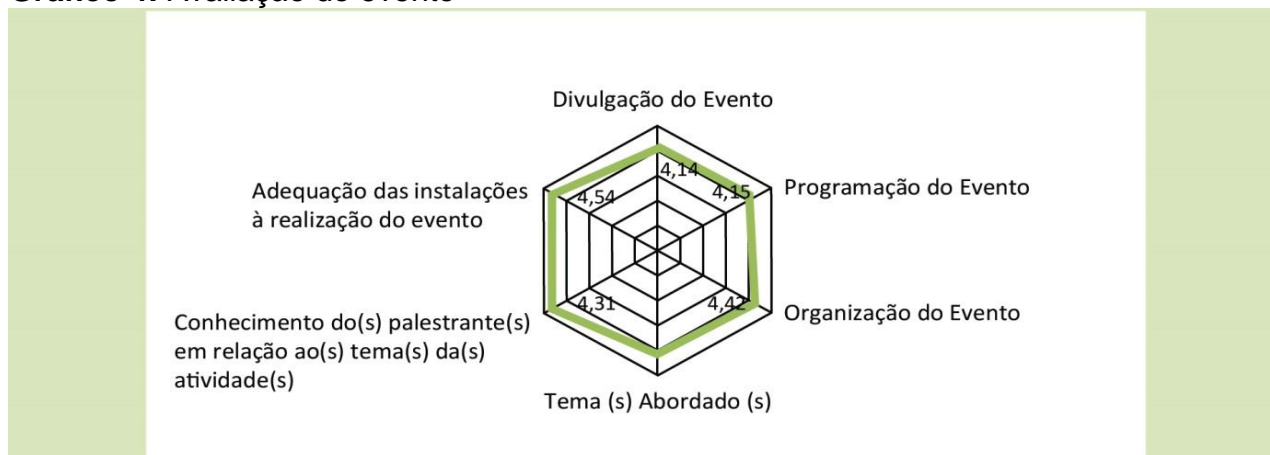 Divulgação do Evento
4,14
Adequação das instalações
à realização do evento
4,54
4,15
Programação do Evento
4,31
4,42
Organização do Evento
Conhecimento do(s) palestrante(s)
em relação ao(s) tema(s) da(s)
atividade(s)
Tema (s) Abordado (s)